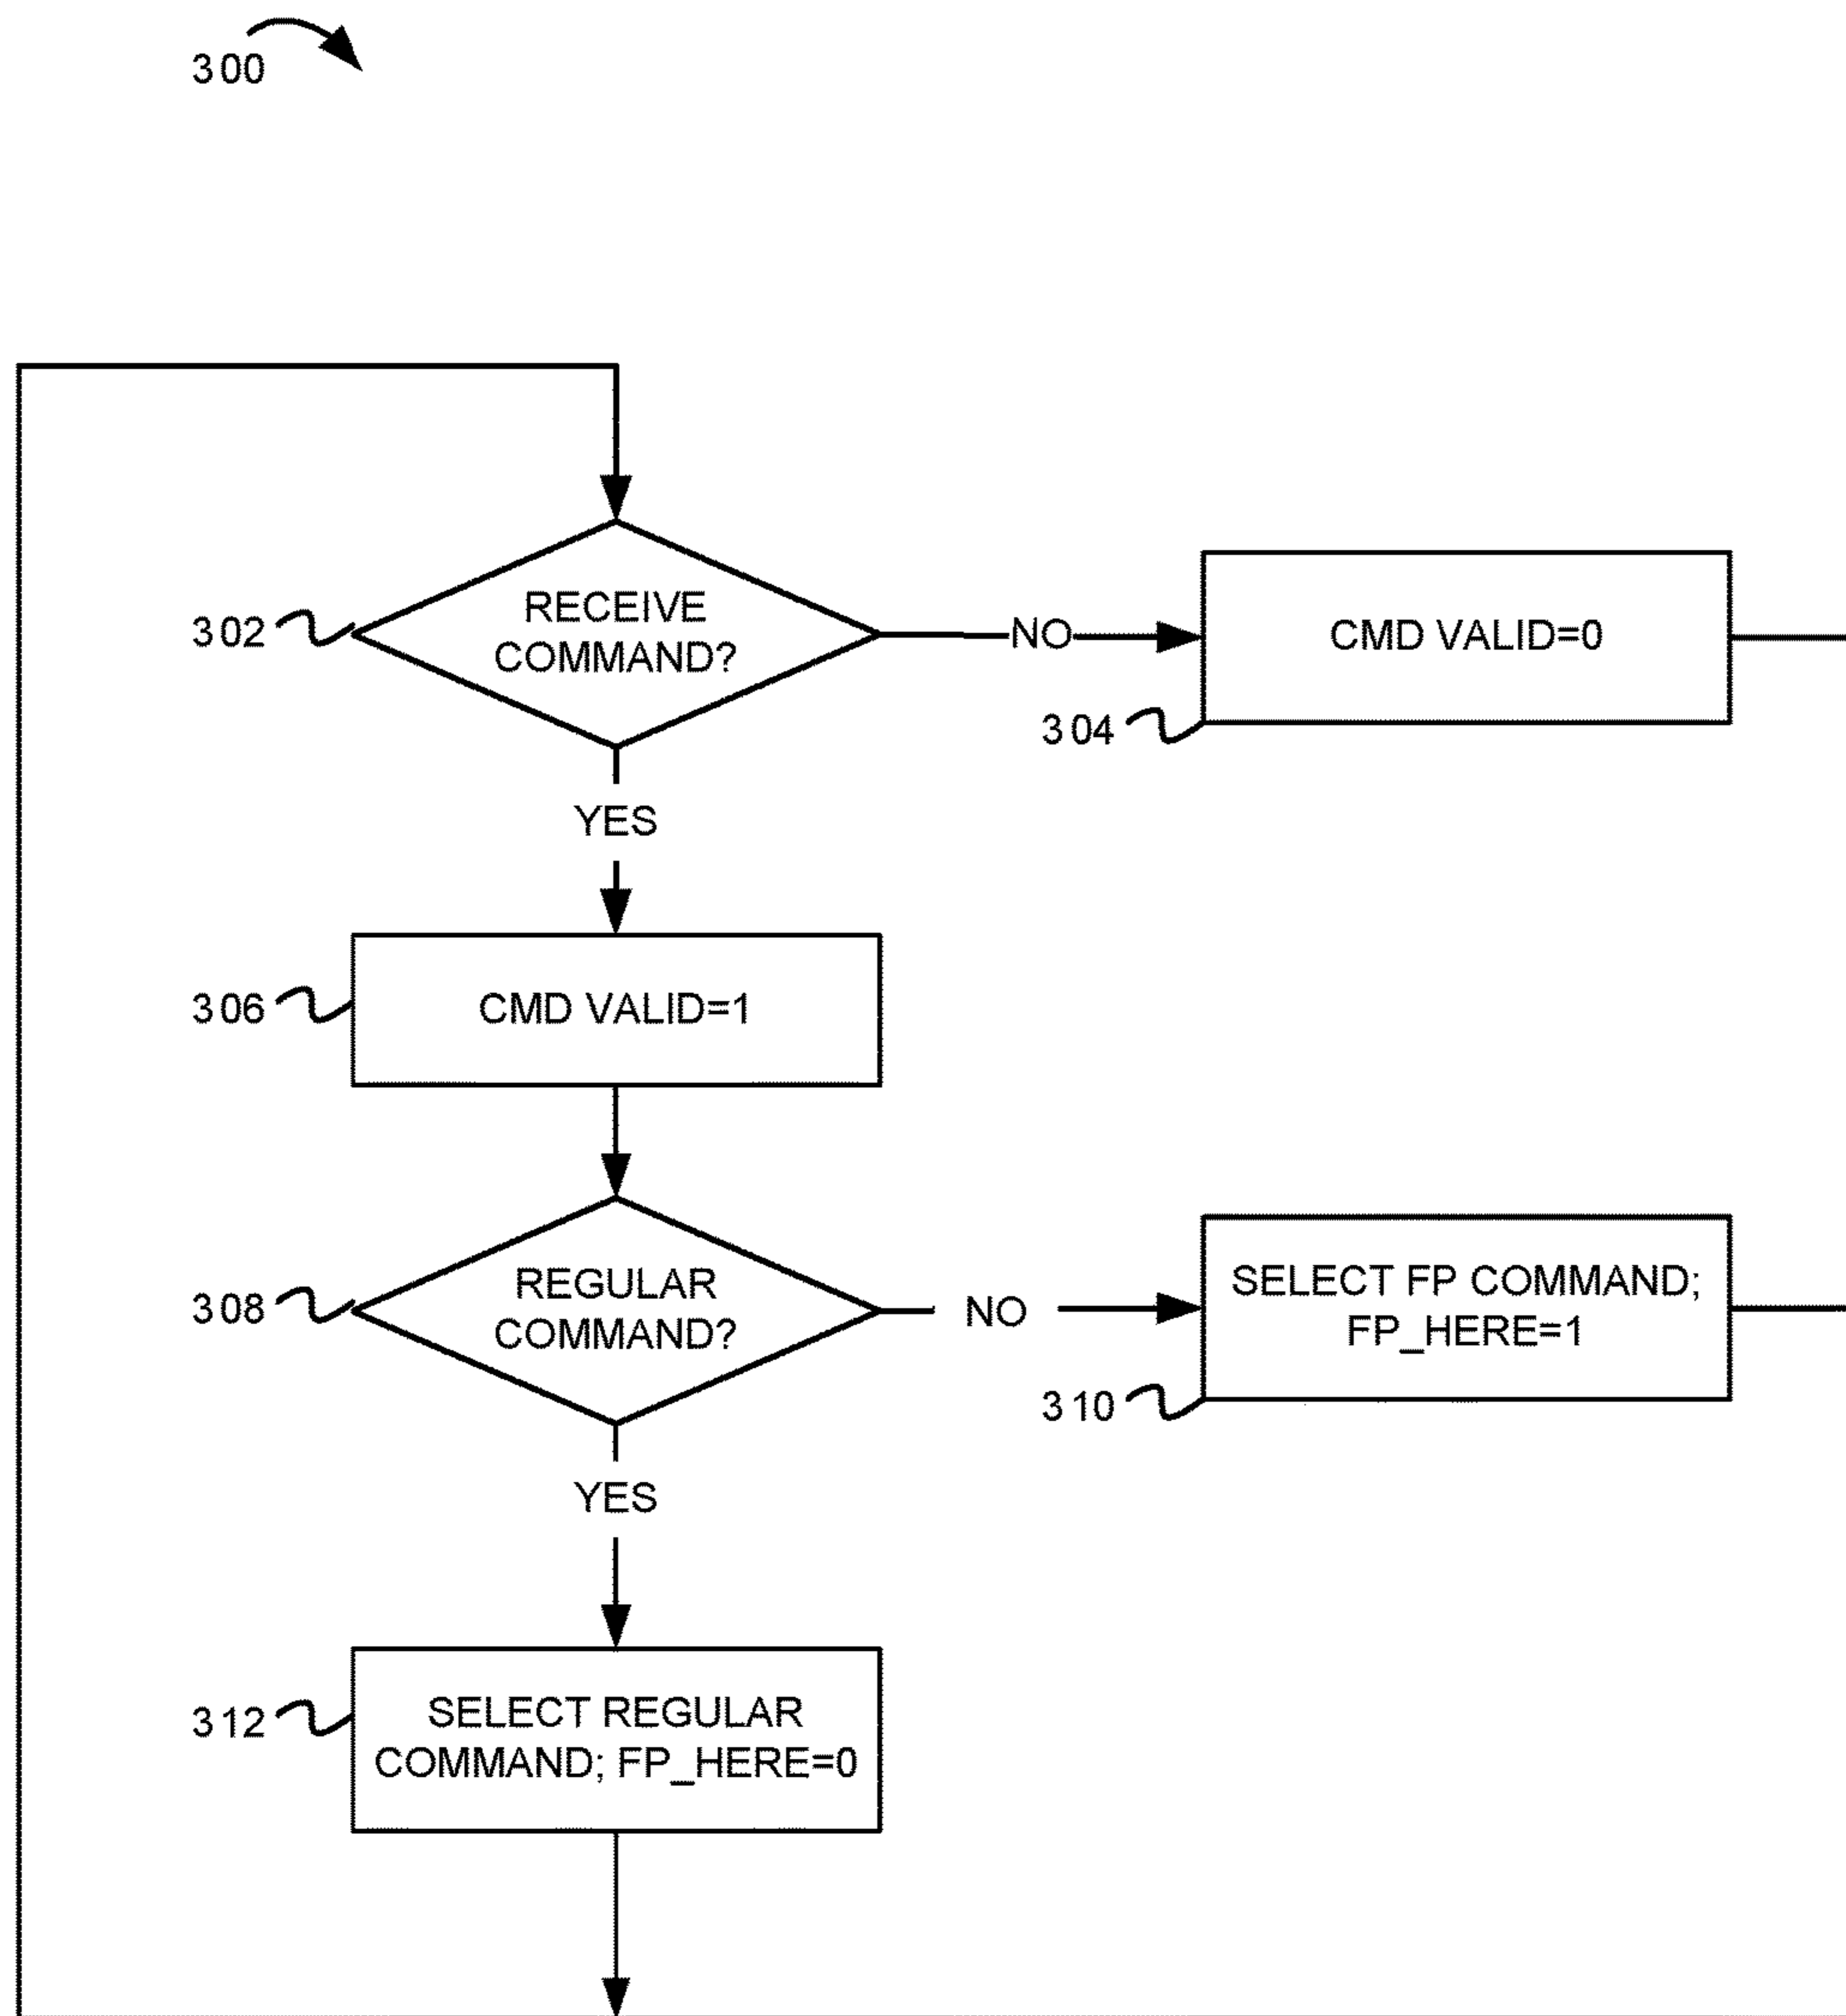 300
302
RECEIVE
COMMAND?
NO
CMD VALID=0
304
YES
306
CMD VALID=1
308
REGULAR
COMMAND?
NO
SELECT FP COMMAND;
FP_HERE=1
310
YES
312
SELECT REGULAR
COMMAND; FP_HERE=0